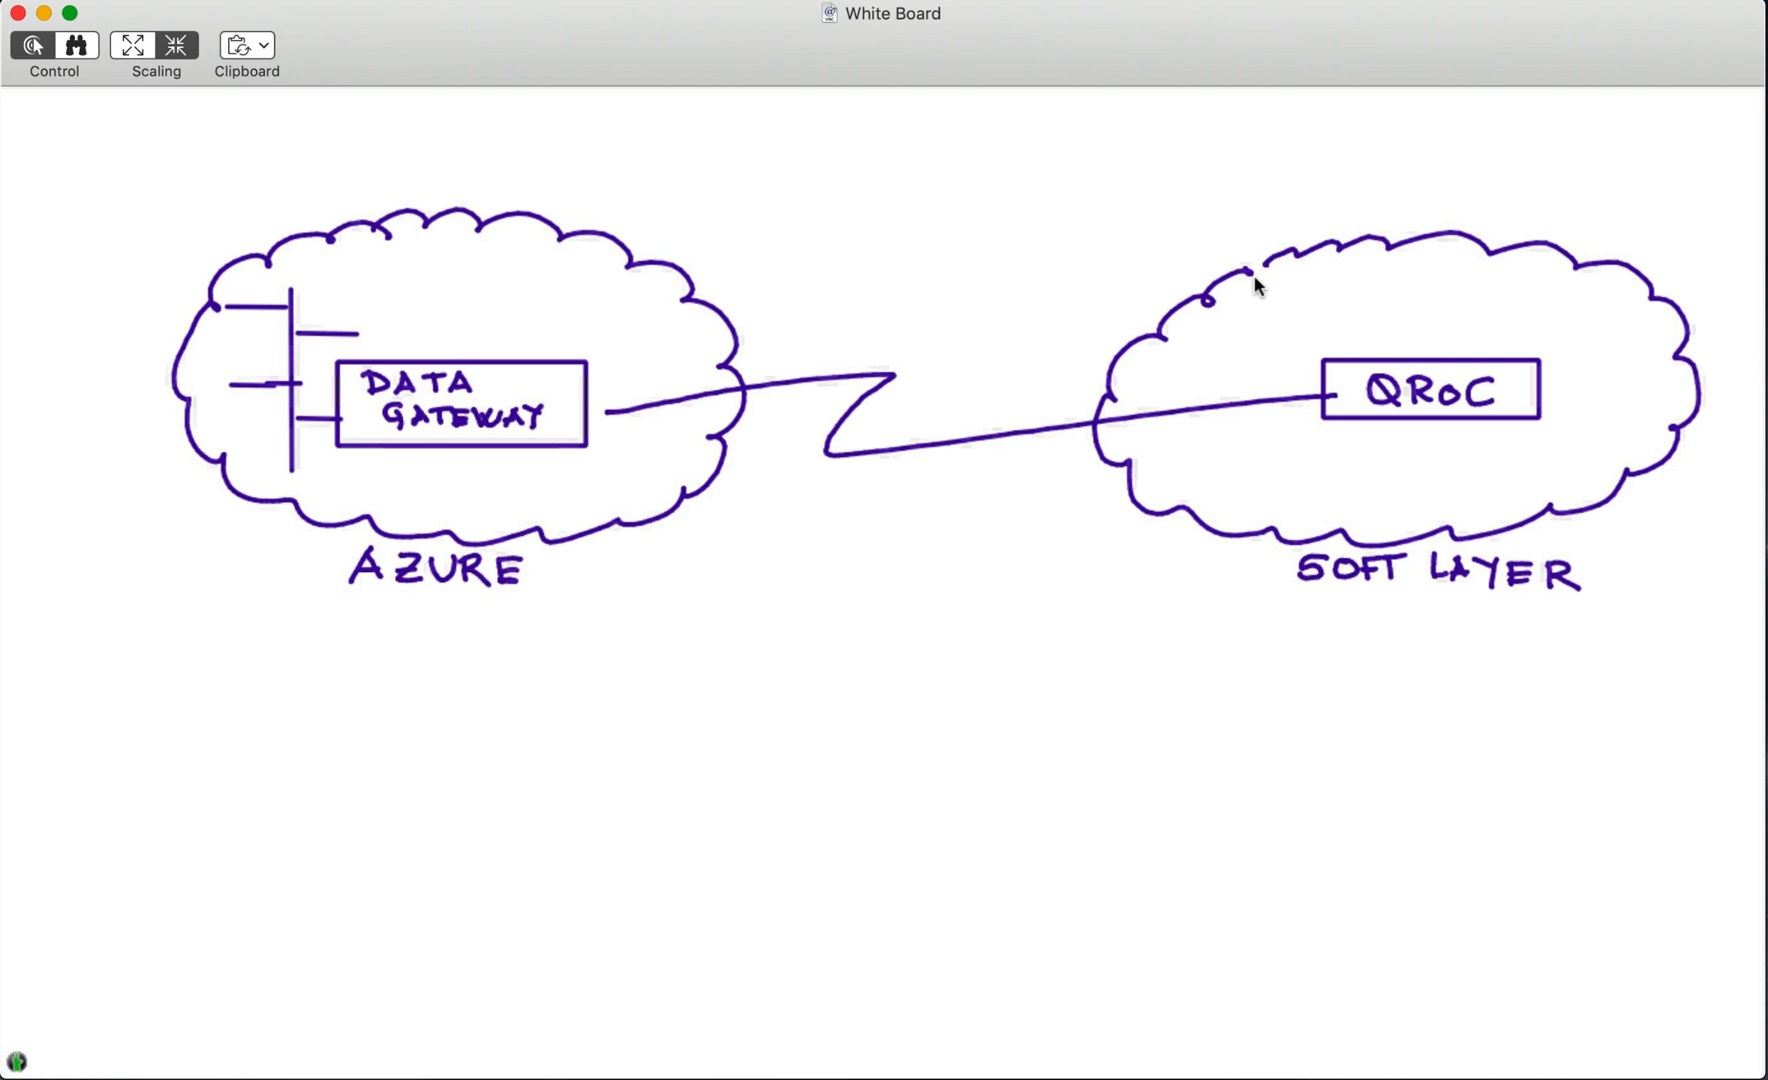 White Board
Control
Scaling
Clipboard
DATA
GATEWAY
QRoC
AZURE
SOFT LAYER